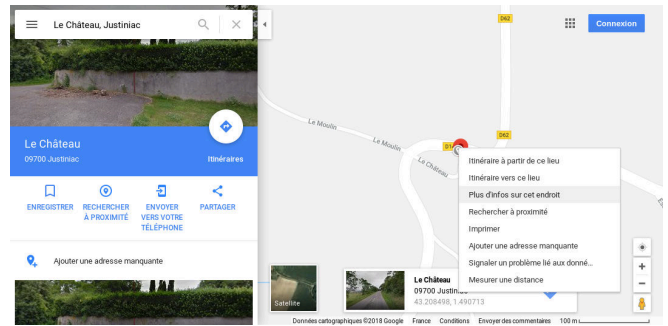 Le Château, Justiniac
Le Château
09700 Justiniac
Itinéraires
ENREGISTRER
RECHERCHER
À PROXIMITÉ
ENVOYER
VERS VOTRE
TÉLÉPHONE
PARTAGER
Ajouter une adresse manquante
D62
Connexion
Le Moulin
Le Moulin
Le Château
D62
Itinéraire à partir de ce lieu
Itinéraire vers ce lieu
Plus d'infos sur cet endroit
Rechercher à proximité
Imprimer
Ajouter une adresse manquante
Signaler un problème lié aux donné...
Mesurer une distance
Satellite
Le Château
09700 Justiniac
43.208498, 1.490713
Données cartographiques ©2018 Google France Conditions Envoyer des commentaires 100 m